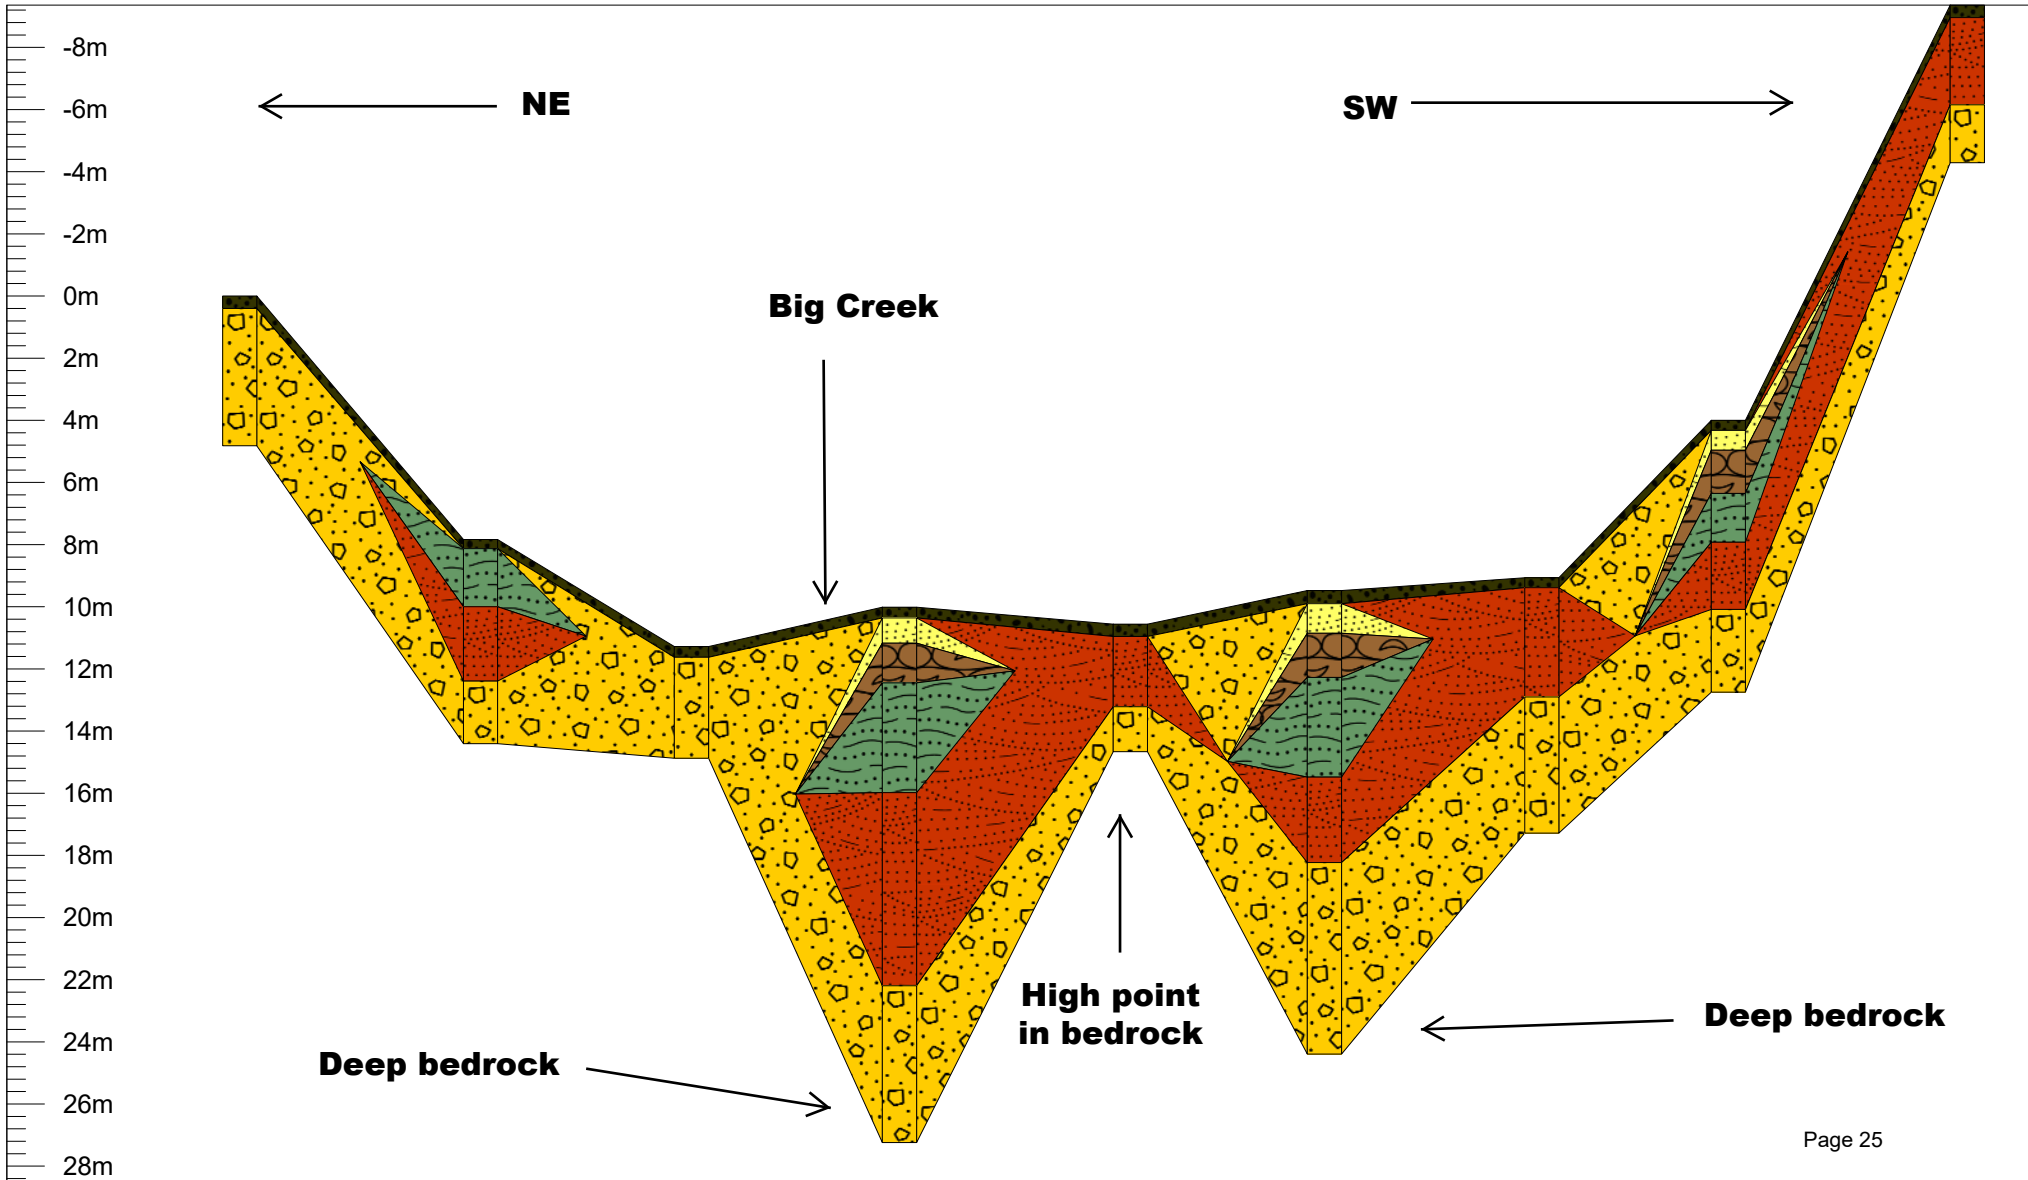 -8m
-6m
-4m
-2m
0m
2m
4m
6m
8m
10m
12m
14m
16m
18m
20m
22m
24m
26m
28m
NE
SW
Big Creek
High point
in bedrock
Deep bedrock
Deep bedrock
Page 25